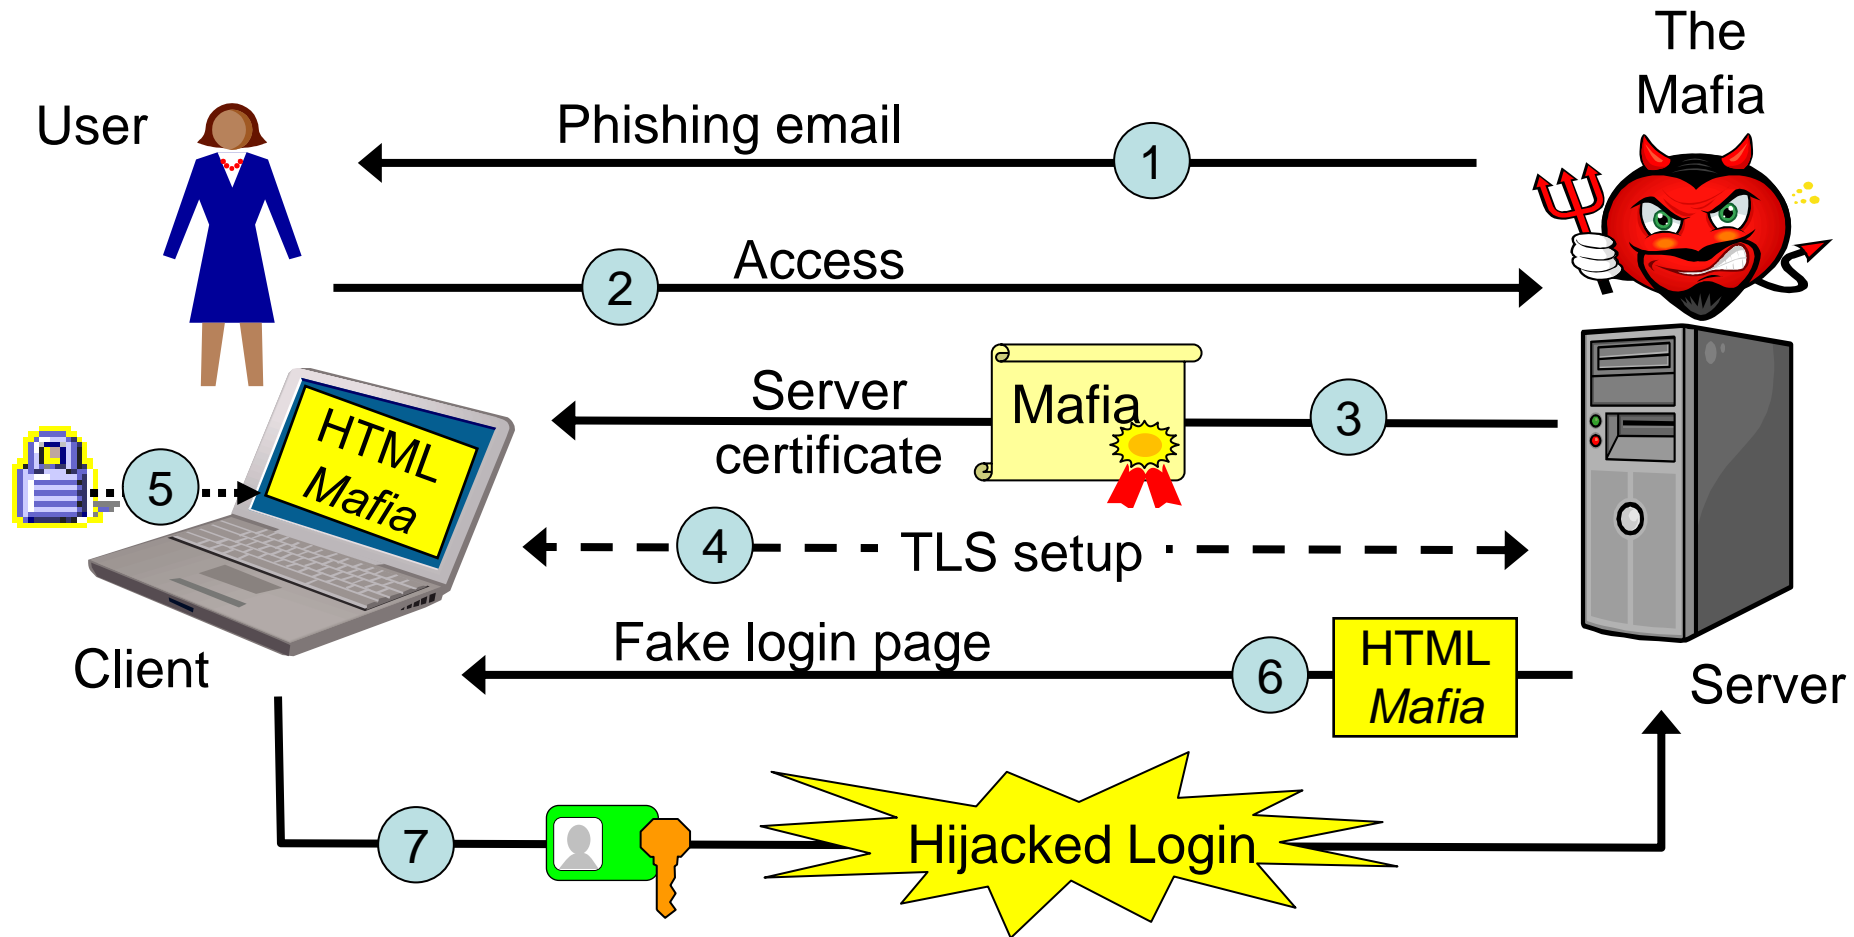 The
Mafia
User
Phishing email
1
Access
2
Server
certificate
Mafia
3
HTML
Mafia
5
4
TLS setup
Fake login page
6
HTML
Mafia
Client
Server
7
Hijacked Login